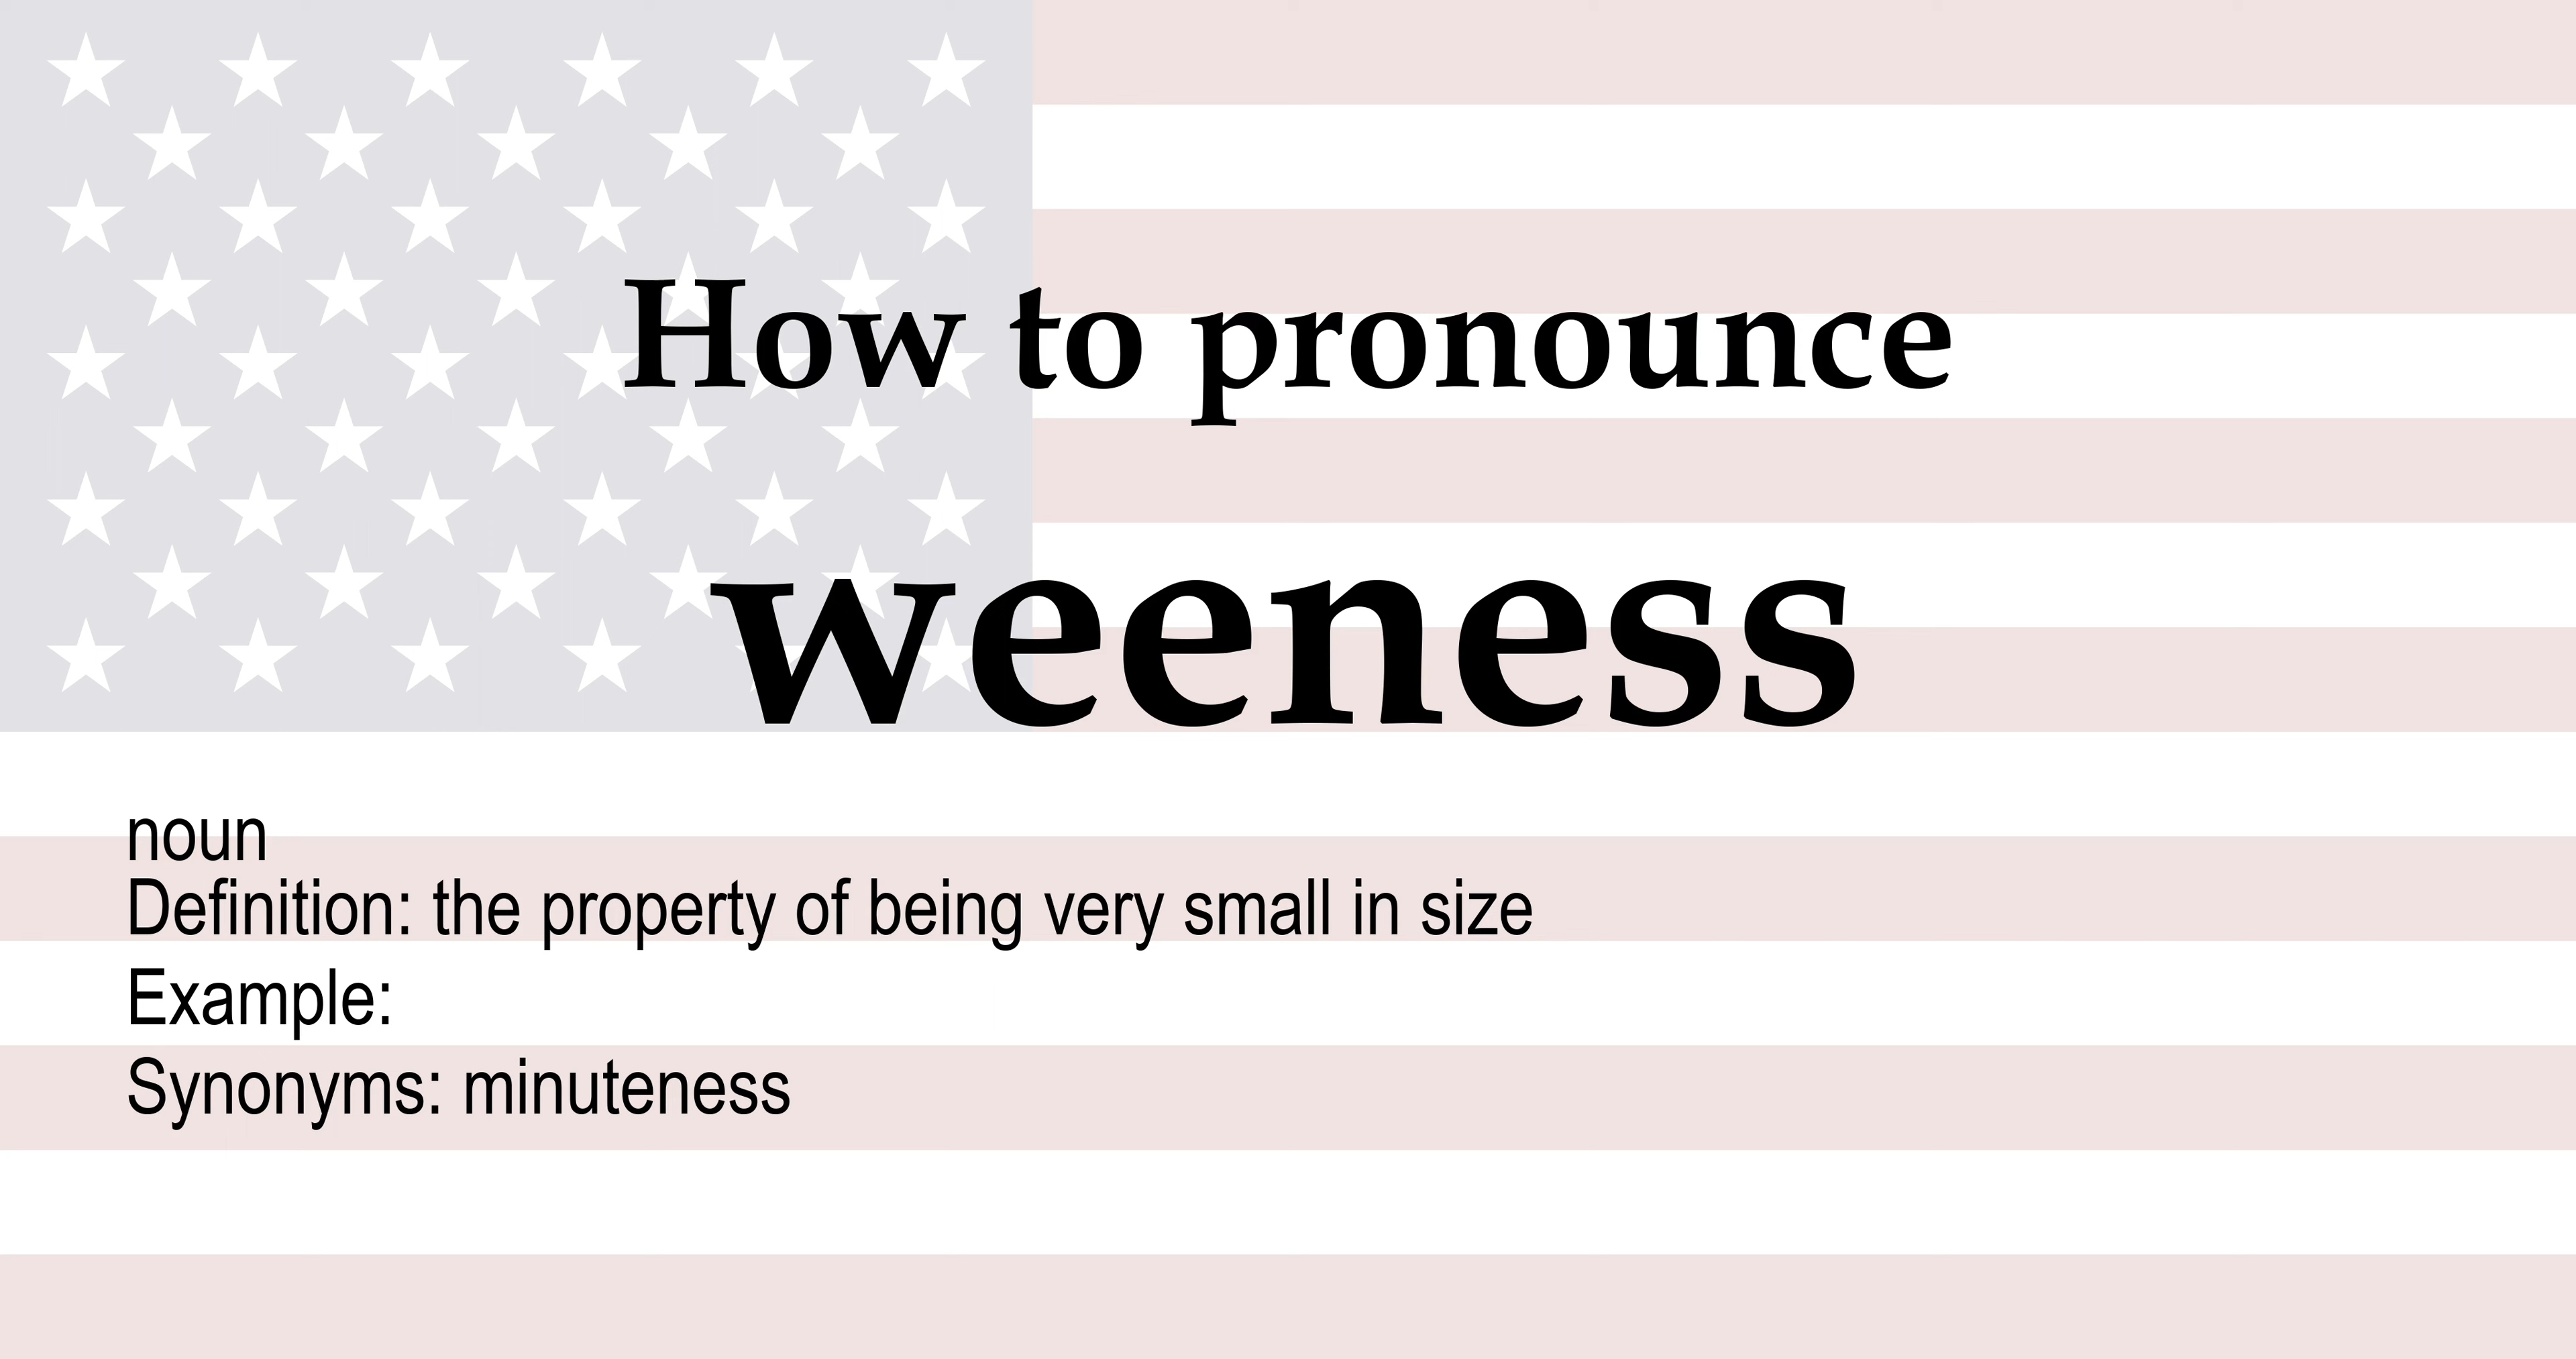 How to pronounce
weeness
noun
Definition: the property of being very small in size
Example:
Synonyms: minuteness